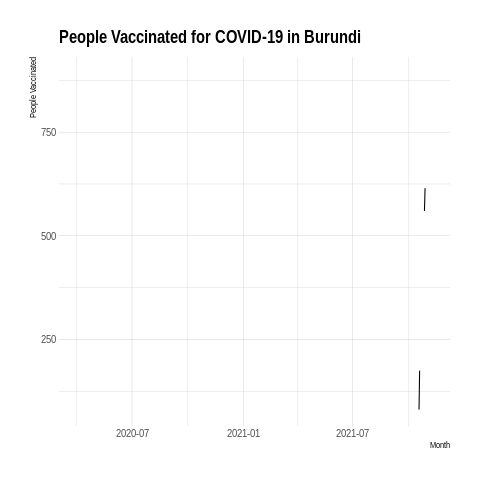 People Vaccinated for COVID-19 in Burundi
People Vaccinated
750
500
250
2020-07 2021-01 2021-07
Month